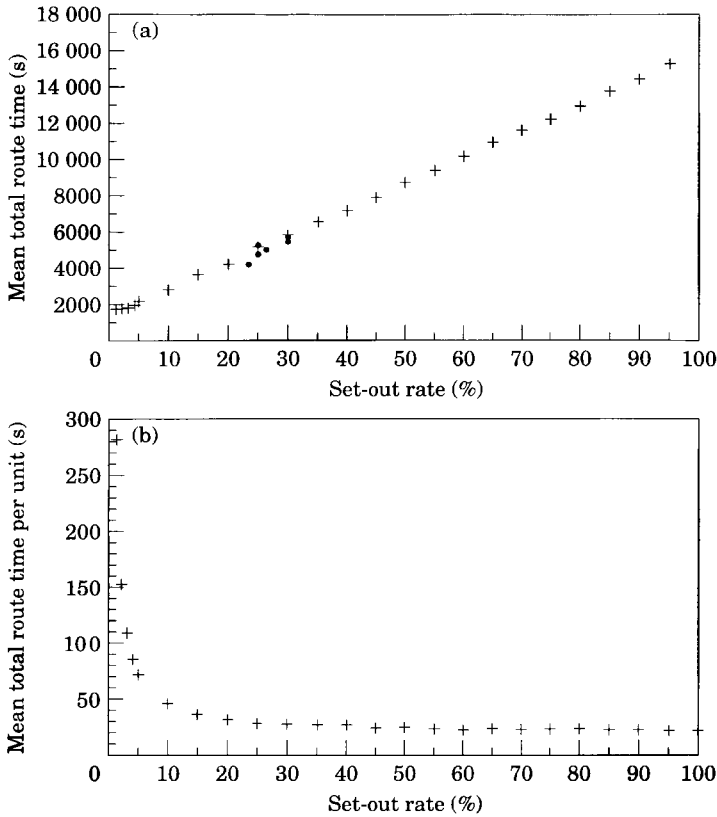 (a)
Mean total route time (s)
18 000
16 000
14 000
12 000
10 000
8000
6000
4000
2000
0 10 20 30 40 50 60 70 80 90 100
Set-out rate (%)
(b)
Mean total route time per unit (s)
300
250
200
150
100
50
0 10 20 30 40 50 60 70 80 90 100
Set-out rate (%)